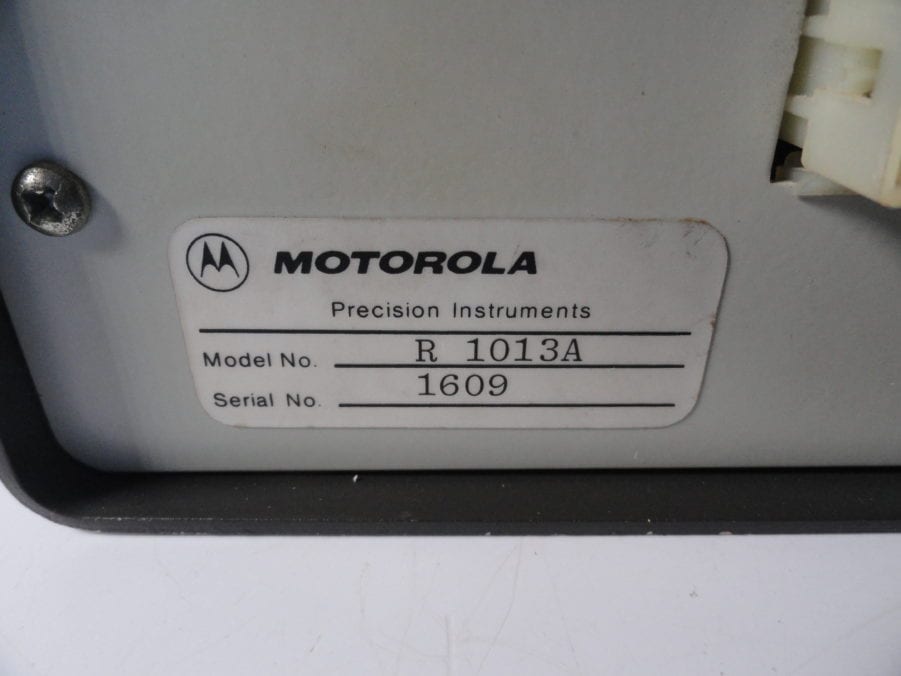 MOTOROLA
Precision Instruments
Model No. R 1013A
Serial No. 1609